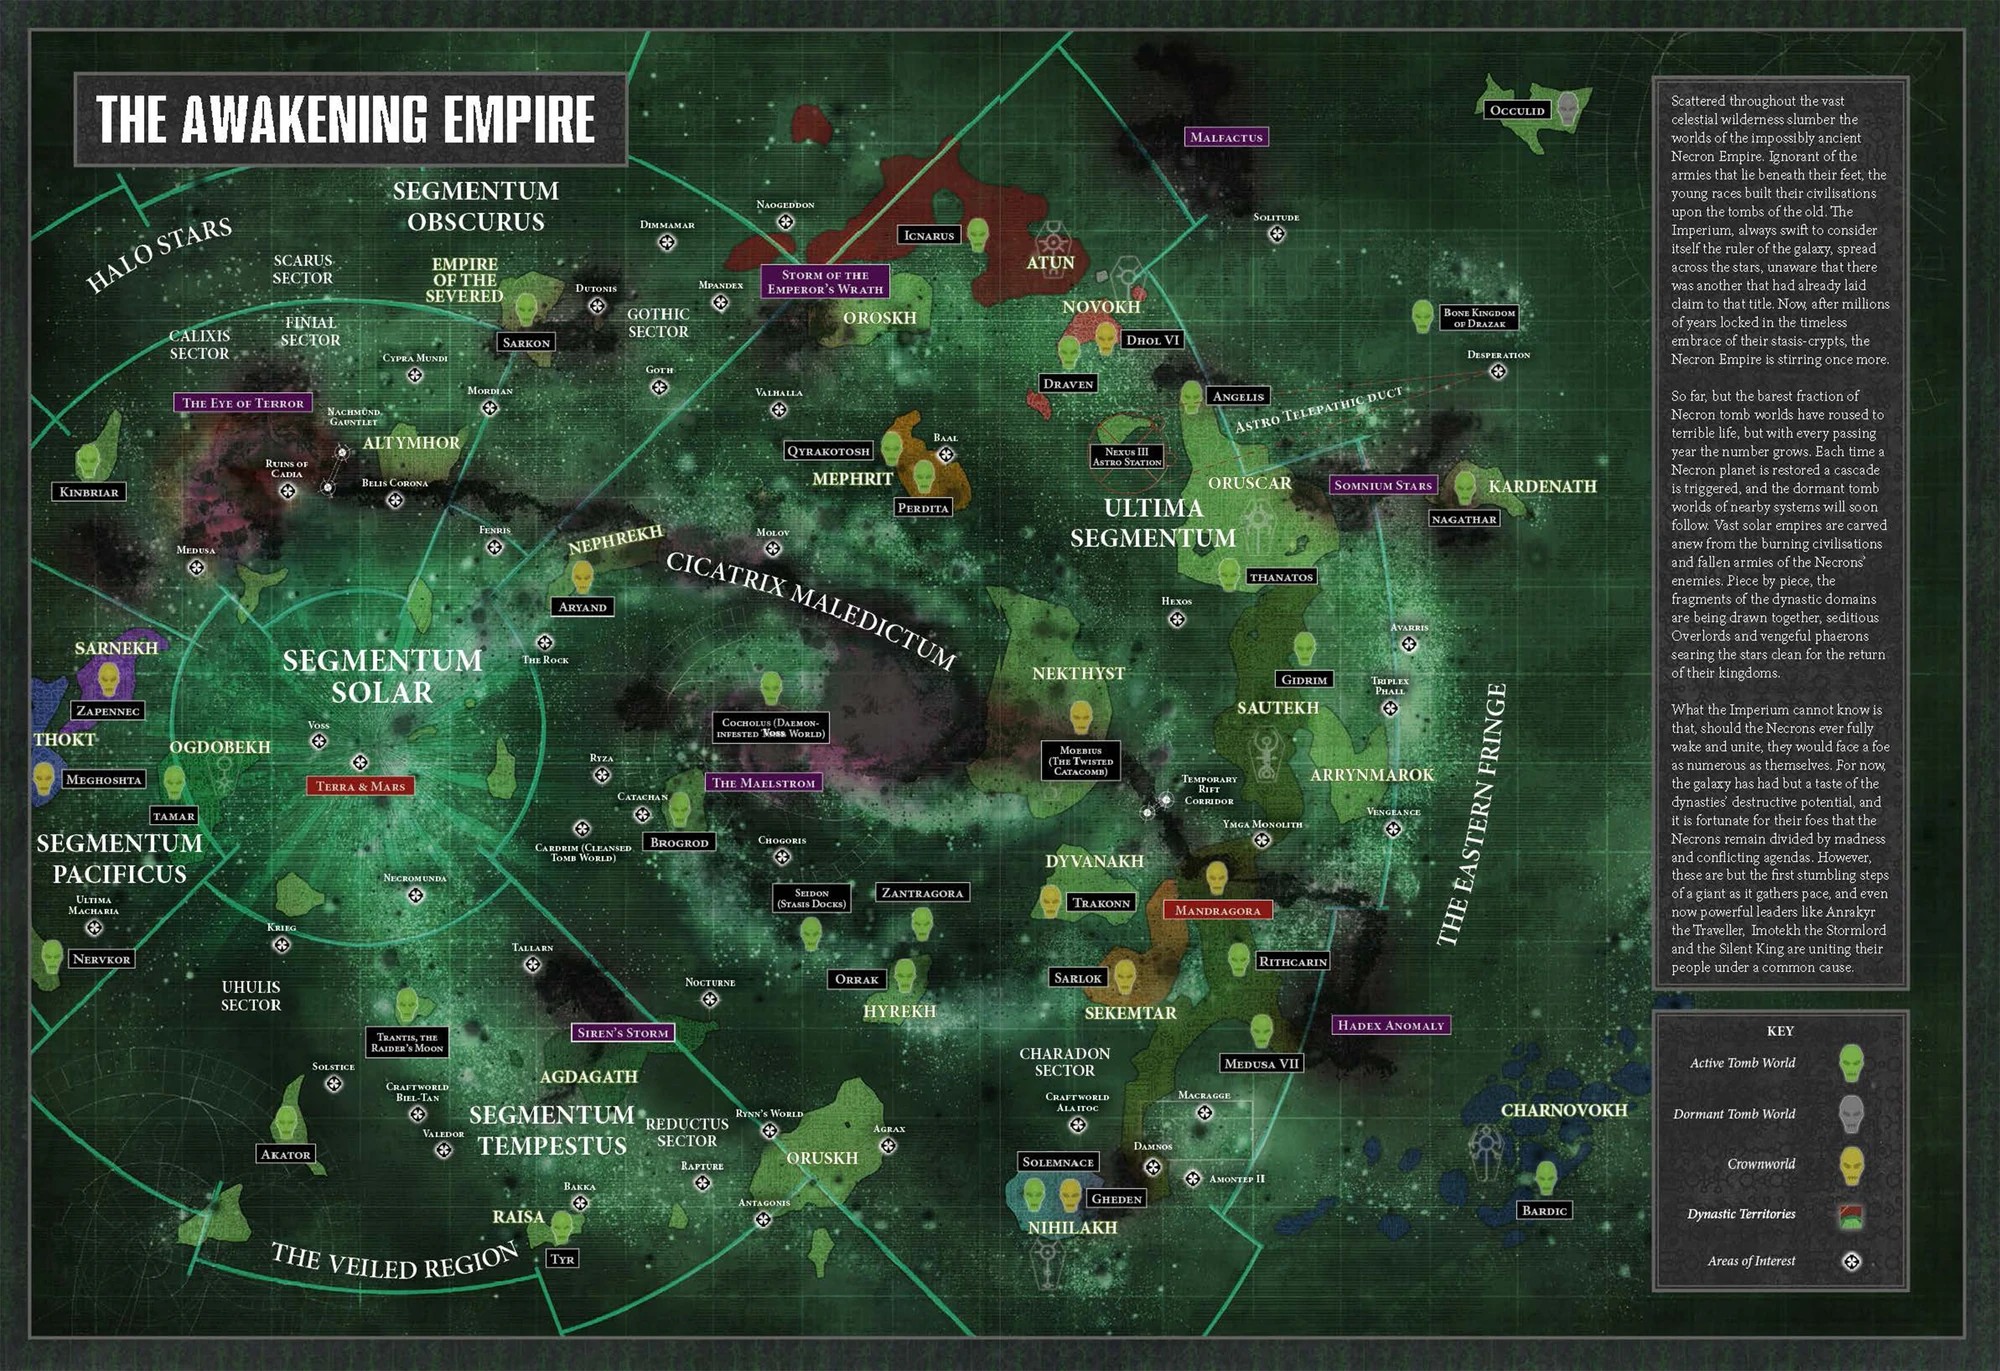 THE AWAKENING EMPIRE
SEGMENTUM
OBSCURUS
HALO STARS
SCARUS
SECTOR
FINIAL
SECTOR
CALIXIS
SECTOR
EMPIRE
OF THE
SEVERED
SARKON
DUTONIS
DIMMAMAR
NAOGEDDON
MPANDEX
GOTHIC
SECTOR
GOTH
CYPRA MUNDI
MORDIAN
THE EYE OF TERROR
NACHMUND
GAUNTLET
ALTYMHOR
RUINS OF
CADIA
BELIS CORONA
KINBRIAR
MEDUSA
FENRIS
STORM OF THE
EMPEROR'S WRATH
ICNARUS
ATUN
OROSKH
MALFACTUS
SOLITUDE
OCCULID
NOVOKH
DHOL VI
DRAVEN
BONE KINGDOM
OF DRAZAK
DESPERATION
ANGELIS
ASTRO TELEPATHIC DUCT
VALHALLA
QYRAKOTOSH
BAAL
MEPHRIT
PERDITA
NEXUS III
ASTRO STATION
ORUSCAR
SOMNIUM STARS
KARDENATH
NAGATHAR
ULTIMA
SEGMENTUM
THANATOS
NEPHREKH
ARYAND
MOLOV
CICATRIX MALEDICTUM
HEXOS
AVARRIS
THE ROCK
SEGMENTUM
SOLAR
SARNEKH
ZAPENNEC
THOKT
MEGHOSHTA
OGDOBEKH
TAMAR
VOSS
TERRA & MARS
SEGMENTUM
PACIFICUS
ULTIMA
MACHARIA
NERVKOR
NECROMUNDA
KRIEG
UHULIS
SECTOR
COCHOLUS (DAEMON-
INFESTED VOSS WORLD)
THE MAELSTROM
RYZA
CATACHAN
BROGROD
CARDRIM (CLEANSED
TOMB WORLD)
CHOGORIS
SEIDON
(STASIS DOCKS)
ZANTRAGORA
ORRAK
HYREKH
TALLARN
NOCTURNE
SIREN'S STORM
AGDAGATH
NEKTHYST
MOEBIUS
(THE TWISTED
CATACOMB)
GIDRIM
SAUTEKH
TRIPLEX
PHALL
ARRYNMAROK
THE EASTERN FRINGE
TEMPORARY
RIFT
CORRIDOR
VENGEANCE
YMGA MONOLITH
DYVANAKH
TRAKONN
MANDRAGORA
SARLOK
SEKEMTAR
RITHCARIN
MEDUSA VII
HADEX ANOMALY
CHARADON
SECTOR
CRAFTWORLD
ALAITOC
MACRAGGE
DAMNOS
AMONTEP II
SOLEMNACE
GHEDEN
NIHILAKH
CHARNOVOKH
BARDIC
TRANTIS, THE
RAIDER'S MOON
SOLSTICE
CRAFTWORLD
BIEL-TAN
VALEDOR
AKATOR
SEGMENTUM
TEMPESTUS
REDUCTUS
SECTOR
RYNN'S WORLD
AGRAX
ORUSKH
RAPTURE
ANTAGONIS
BAKKA
RAISA
TYR
THE VEILED REGION
Scattered throughout the vast
celestial wilderness slumber the
worlds of the impossibly ancient
Necron Empire. Ignorant of the
armies that lie beneath their feet, the
young races built their civilisations
upon the tombs of the old. The
Imperium, always swift to consider
itself the ruler of the galaxy, spread
across the stars, unaware that there
was another that had already laid
claim to that title. Now, after millions
of years locked in the timeless
embrace of their stasis-crypts, the
Necron Empire is stirring once more.
So far, but the barest fraction of
Necron tomb worlds have roused to
terrible life, but with every passing
year the number grows. Each time a
Necron planet is restored a cascade
is triggered, and the dormant tomb
worlds of nearby systems will soon
follow. Vast solar empires are carved
anew from the burning civilisations
and fallen armies of the Necrons'
enemies. Piece by piece, the
fragments of the dynastic domains
are being drawn together, seditious
Overlords and vengeful phaerons
searing the stars clean for the return
of their kingdoms.
What the Imperium cannot know is
that, should the Necrons ever fully
wake and unite, they would face a foe
as numerous as themselves. For now,
the galaxy has had but a taste of the
dynasties' destructive potential, and
it is fortunate for their foes that the
Necrons remain divided by madness
and conflicting agendas. However,
these are but the first stumbling steps
of a giant as it gathers pace, and even
now powerful leaders like Anrakyr
the Traveller, Imotekh the Stormlord
and the Silent King are uniting their
people under a common cause.
KEY
Active Tomb World
Dormant Tomb World
Crownworld
Dynastic Territories
Areas of Interest